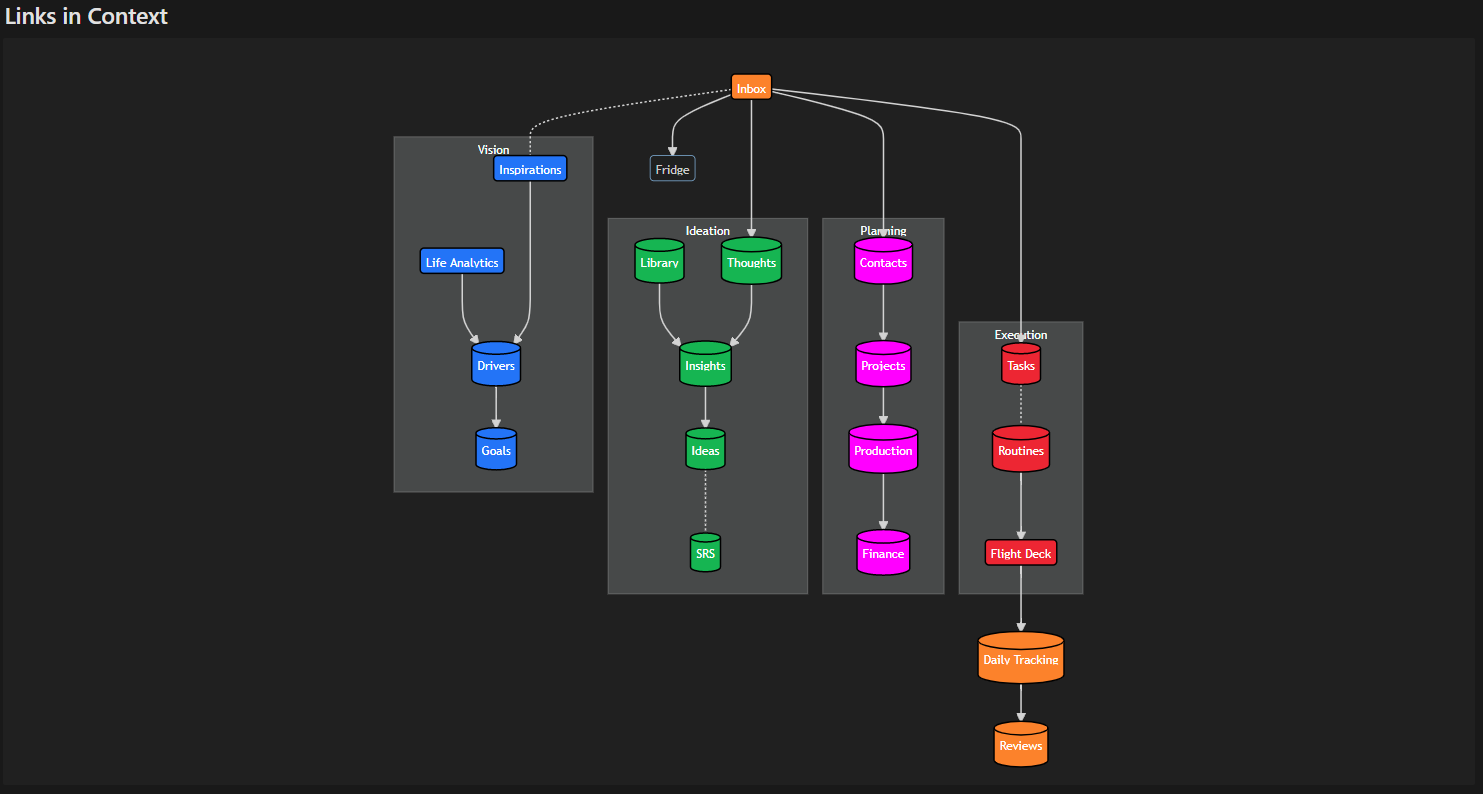 Links in Context
Inbox
Vision
Inspirations
Fridge
Life Analytics
Drivers
Goals
Ideation
Library
Thoughts
Insights
Ideas
SRS
Planning
Contacts
Projects
Production
Finance
Execution
Tasks
Routines
Flight Deck
Daily Tracking
Reviews